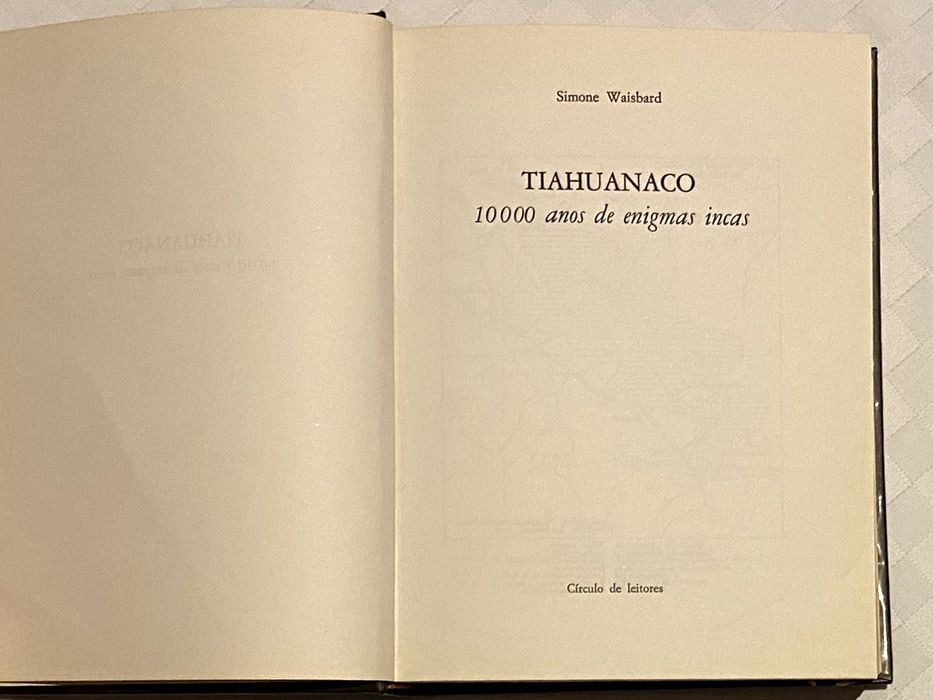 Simone Waisbard
TIAHUANACO
10 000 anos de enigmas incas
Círculo de leitores